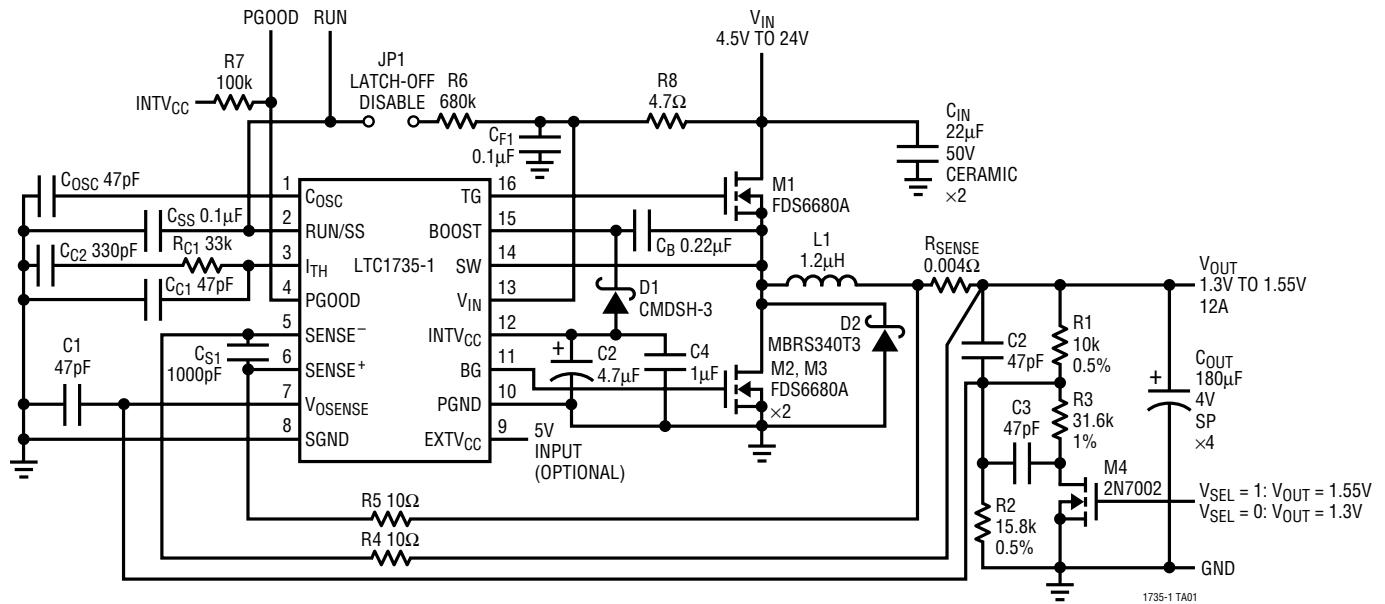 PGOOD RUN
V_IN
4.5V TO 24V
R7
100k
JP1
LATCH-OFF
DISABLE
R6
680k
R8
4.7Ω
INTV_CC
C_F1
0.1µF
C_IN
22µF
50V
CERAMIC
×2
C_OSC 47pF
1
C_OSC
TG
16
M1
FDS6680A
C_SS 0.1µF
2
RUN/SS
BOOST
15
C_B 0.22µF
C_C2 330pF
R_C1 33k
3
I_TH
LTC1735-1
SW
14
L1
1.2µH
R_SENSE
0.004Ω
V_OUT
1.3V TO 1.55V
12A
C_C1 47pF
4
PGOOD
V_IN
13
D1
CMDSH-3
5
SENSE–
INTV_CC
12
D2
MBRS340T3
C_S1
1000pF
6
SENSE+
BG
11
+
C2
4.7µF
C4
1µF
M2, M3
FDS6680A
×2
C2
47pF
R1
10k
0.5%
C1
47pF
7
V_OSENSE
PGND
10
+
C_OUT
180µF
4V
SP
×4
8
SGND
EXTV_CC
9
5V
INPUT
(OPTIONAL)
C3
47pF
R3
31.6k
1%
M4
2N7002
V_SEL = 1: V_OUT = 1.55V
V_SEL = 0: V_OUT = 1.3V
R5 10Ω
R4 10Ω
R2
15.8k
0.5%
GND
1735-1 TA01